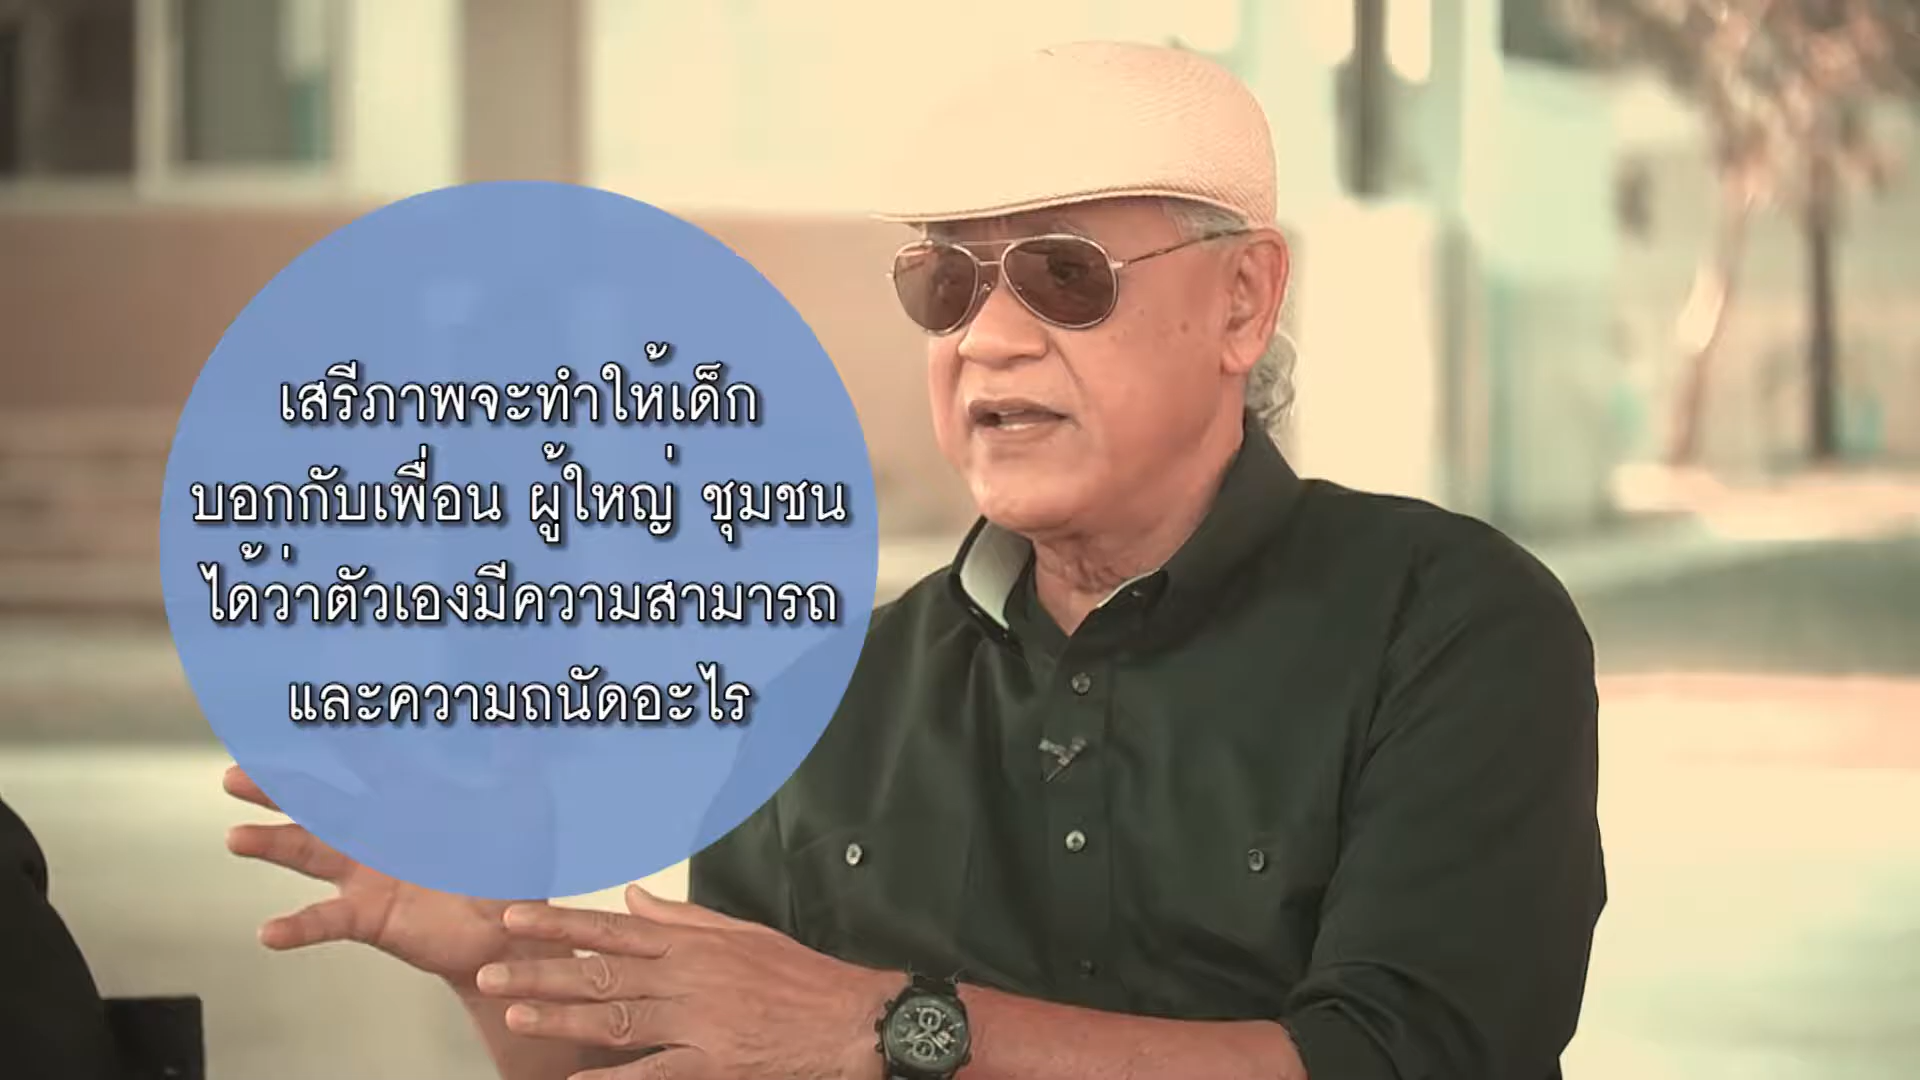 เสรีภาพจะทำให้เด็ก
บอกกับเพื่อน ผู้ใหญ่ ชุมชน
ได้ว่าตัวเองมีความสามารถ
และความถนัดอะไร